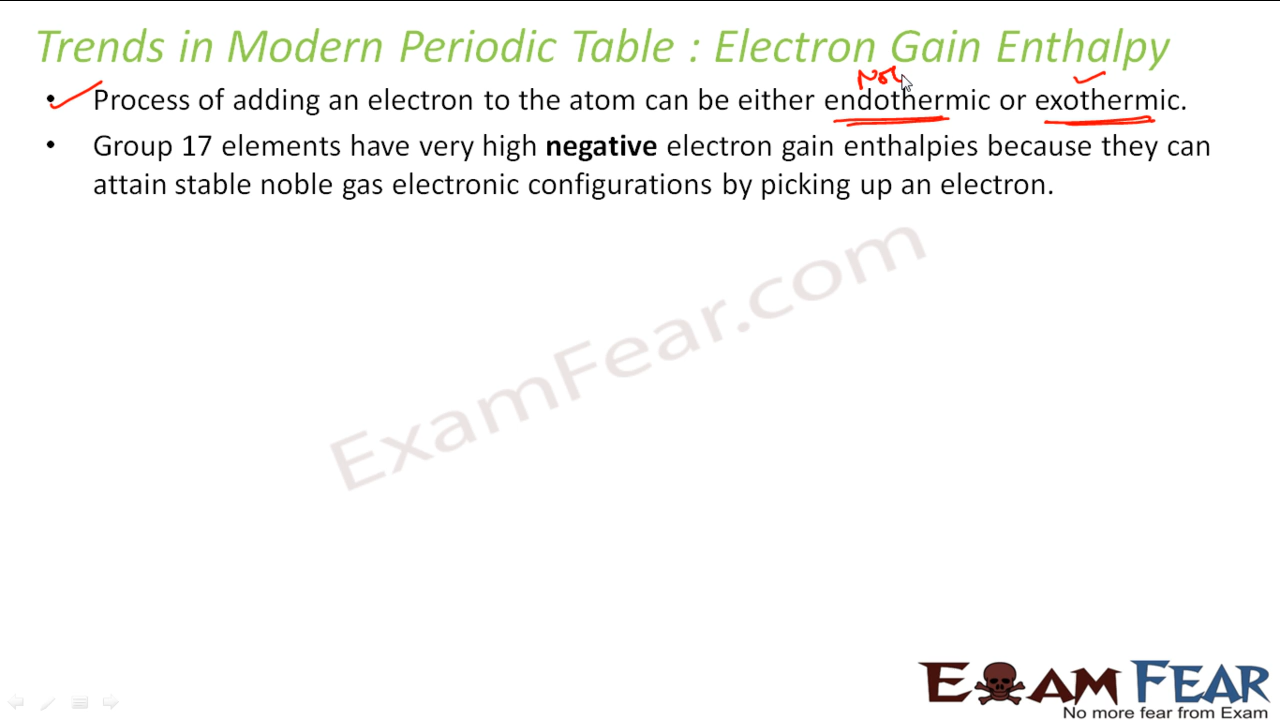 Trends in Modern Periodic Table : Electron Gain Enthalpy
• Process of adding an electron to the atom can be either endothermic or exothermic.
• Group 17 elements have very high negative electron gain enthalpies because they can
attain stable noble gas electronic configurations by picking up an electron.
ExamFear.com
EXAM FEAR
No more fear from Exam